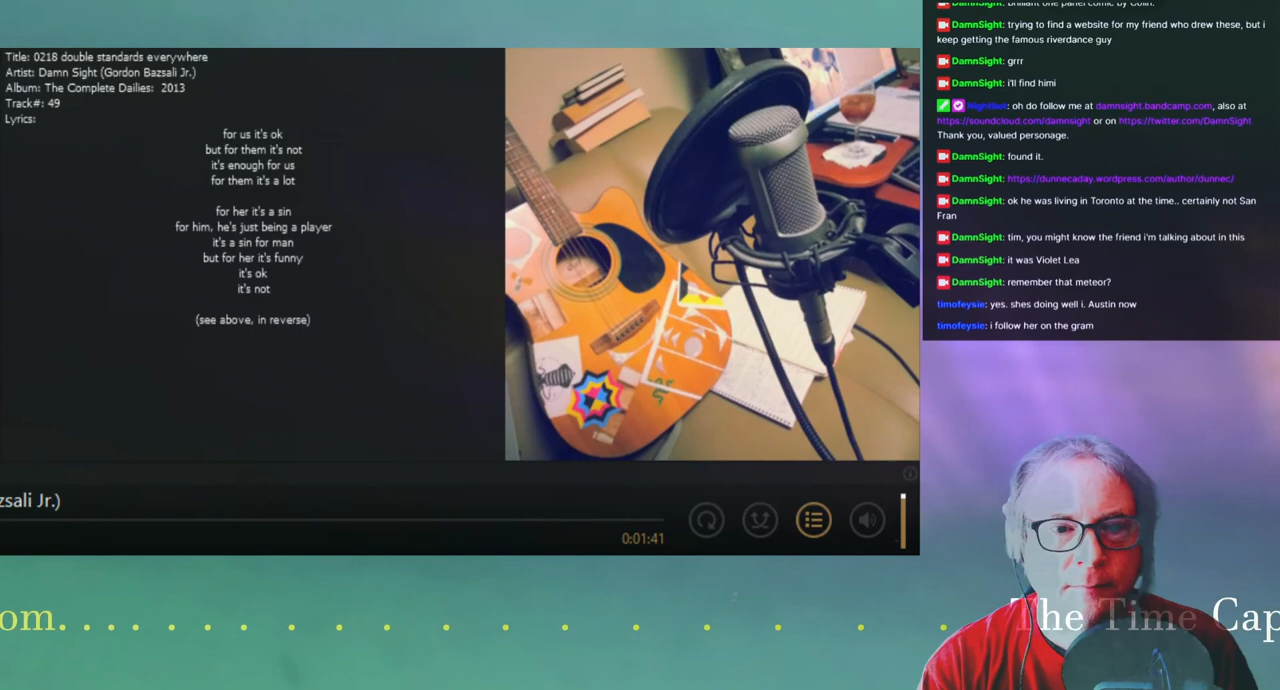 Title: 0218 double standards everywhere
Artist: Damn Sight (Gordon Bazsali Jr.)
Album: The Complete Dailies:  2013
Track#: 49
Lyrics:
for us it's ok
but for them it's not
it's enough for us
for them it's a lot
for her it's a sin
for him, he's just being a player
it's a sin for man
but for her it's funny
it's ok
it's not
(see above, in reverse)
zsali Jr.)
0:01:41
om. . . . . . . . . . . . . . . . . . The Time Cap
DamnSight: brilliant one panel comic by Colin.
DamnSight: trying to find a website for my friend who drew these, but i
keep getting the famous riverdance guy
DamnSight: grrr
DamnSight: i'll find himi
Nightbot: oh do follow me at damnsight.bandcamp.com, also at
https://soundcloud.com/damnsight or on https://twitter.com/DamnSight
Thank you, valued personage.
DamnSight: found it.
DamnSight: https://dunnecaday.wordpress.com/author/dunnec/
DamnSight: ok he was living in Toronto at the time.. certainly not San
Fran
DamnSight: tim, you might know the friend i'm talking about in this
DamnSight: it was Violet Lea
DamnSight: remember that meteor?
timofeysie: yes. shes doing well i. Austin now
timofeysie: i follow her on the gram